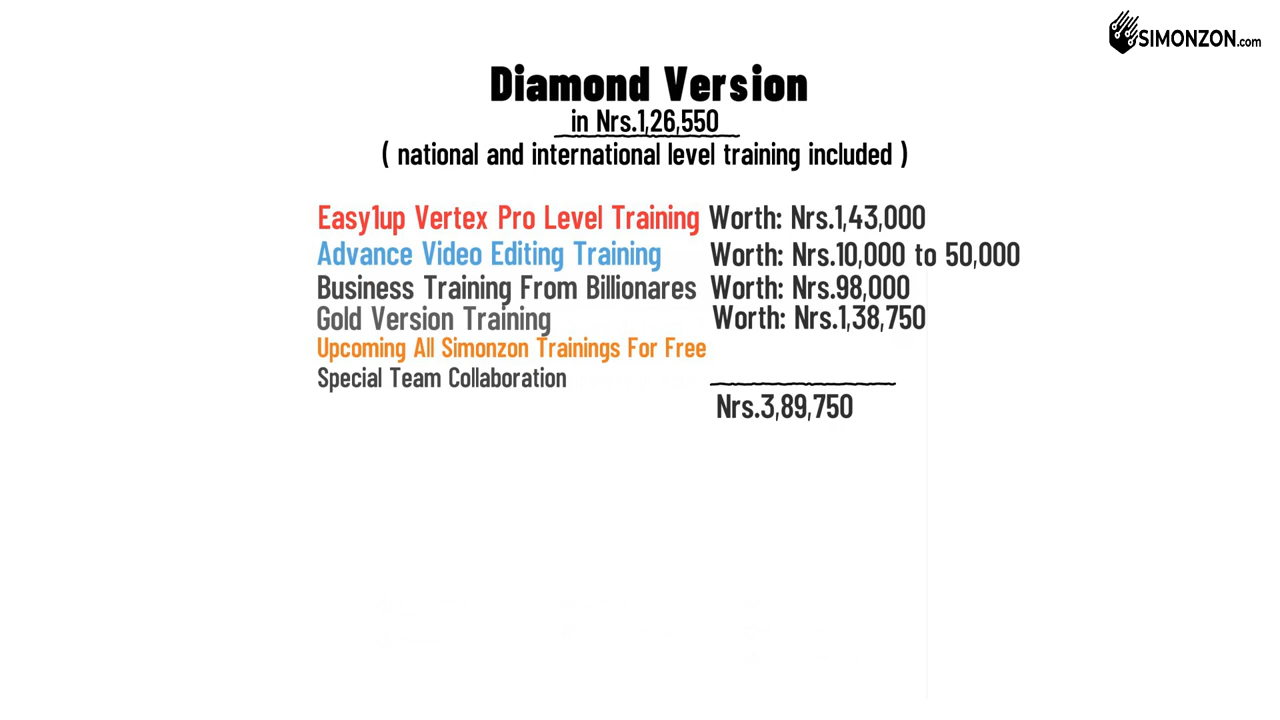 SIMONZON.com
Diamond Version
in Nrs.1,26,550
( national and international level training included )
Easy1up Vertex Pro Level Training Worth: Nrs.1,43,000
Advance Video Editing Training Worth: Nrs.10,000 to 50,000
Business Training From Billionares Worth: Nrs.98,000
Gold Version Training Worth: Nrs.1,38,750
Upcoming All Simonzon Trainings For Free
Special Team Collaboration
Nrs.3,89,750